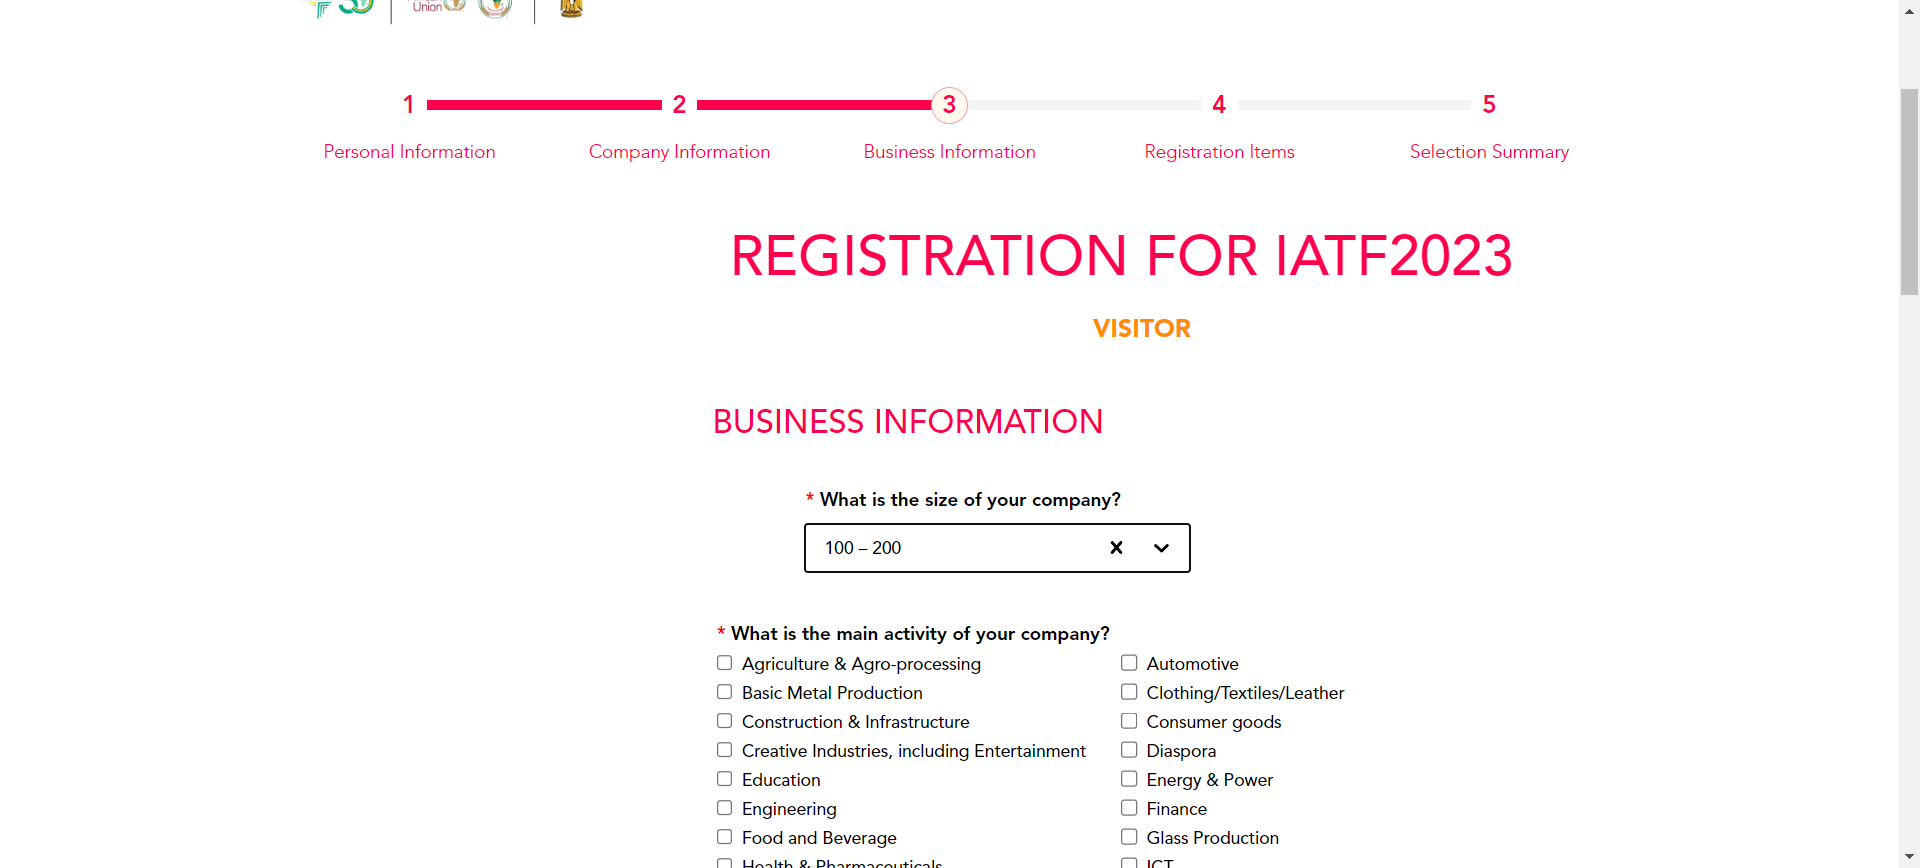 Union
1 2 3 4 5
Personal Information Company Information Business Information Registration Items Selection Summary
REGISTRATION FOR IATF2023
VISITOR
BUSINESS INFORMATION
* What is the size of your company?
100 – 200
* What is the main activity of your company?
Agriculture & Agro-processing Automotive
Basic Metal Production Clothing/Textiles/Leather
Construction & Infrastructure Consumer goods
Creative Industries, including Entertainment Diaspora
Education Energy & Power
Engineering Finance
Food and Beverage Glass Production
Health & Pharmaceuticals ICT